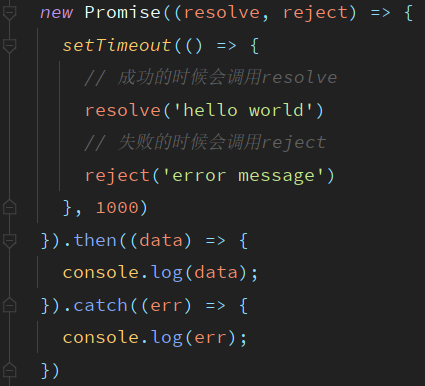 new Promise((resolve, reject) => {
  setTimeout(() => {
    // 成功的时候会调用resolve
    resolve('hello world')
    // 失败的时候会调用reject
    reject('error message')
  }, 1000)
}).then((data) => {
  console.log(data);
}).catch((err) => {
  console.log(err);
})